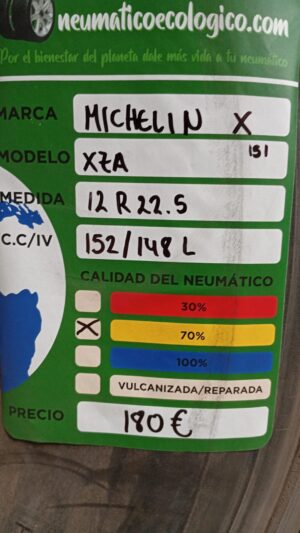 neumaticoecologico.com
Por el bienestar del planeta dale más vida a tu neumático
MARCA MICHELIN X
151
MODELO XZA
MEDIDA 12 R 22.5
C.C/IV 152/148 L
CALIDAD DEL NEUMÁTICO
30%
X 70%
100%
VULCANIZADA/REPARADA
PRECIO 180 €